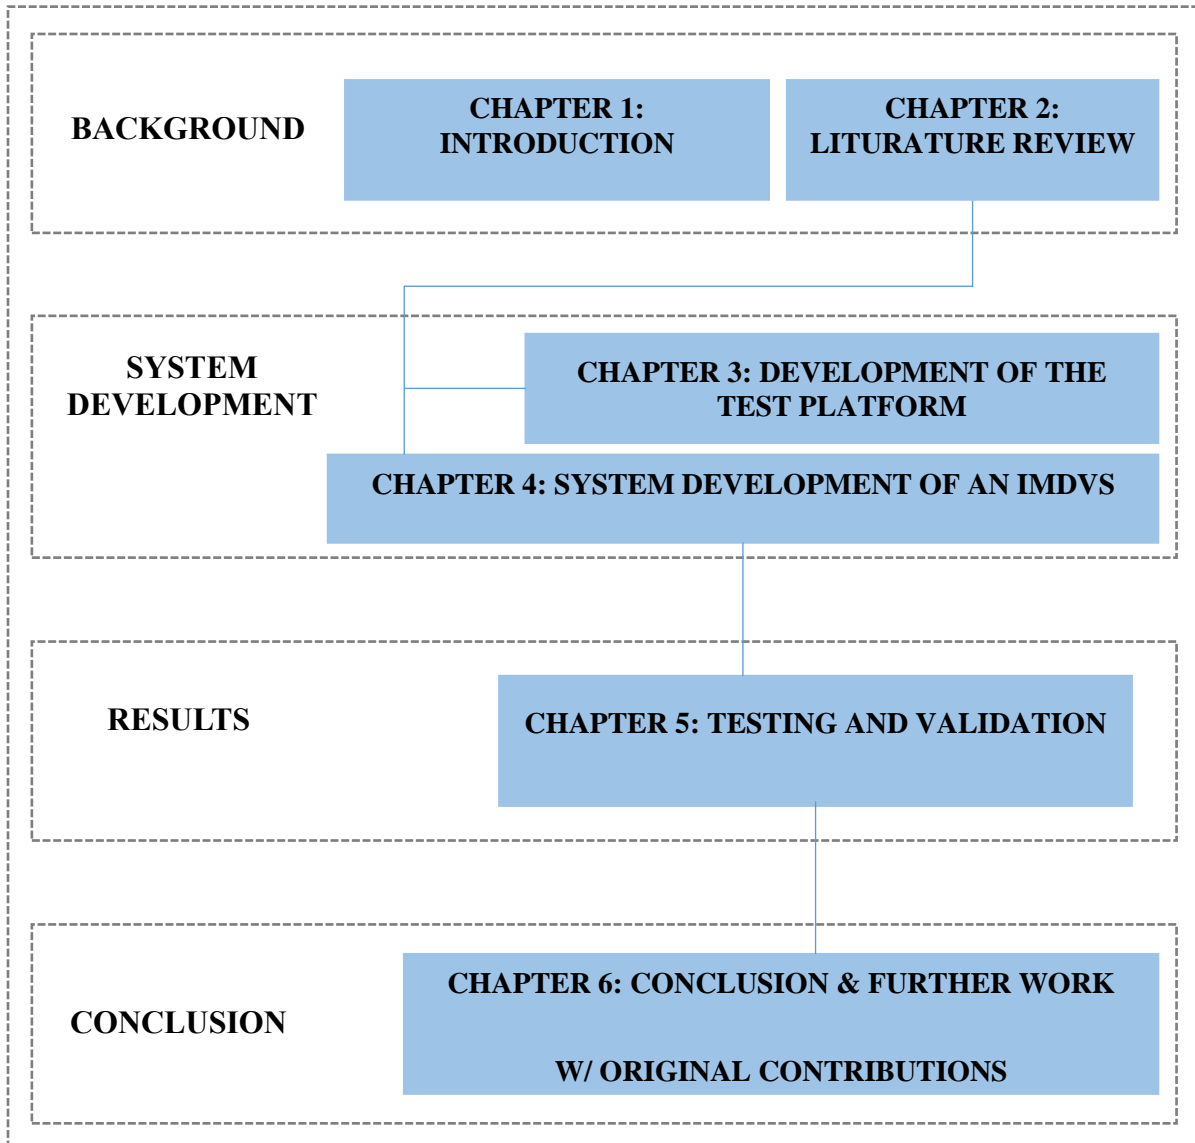 BACKGROUND
CHAPTER 1:
INTRODUCTION
CHAPTER 2:
LITURATURE REVIEW
SYSTEM
DEVELOPMENT
CHAPTER 3: DEVELOPMENT OF THE
TEST PLATFORM
CHAPTER 4: SYSTEM DEVELOPMENT OF AN IMDVS
RESULTS
CHAPTER 5: TESTING AND VALIDATION
CONCLUSION
CHAPTER 6: CONCLUSION & FURTHER WORK
W/ ORIGINAL CONTRIBUTIONS